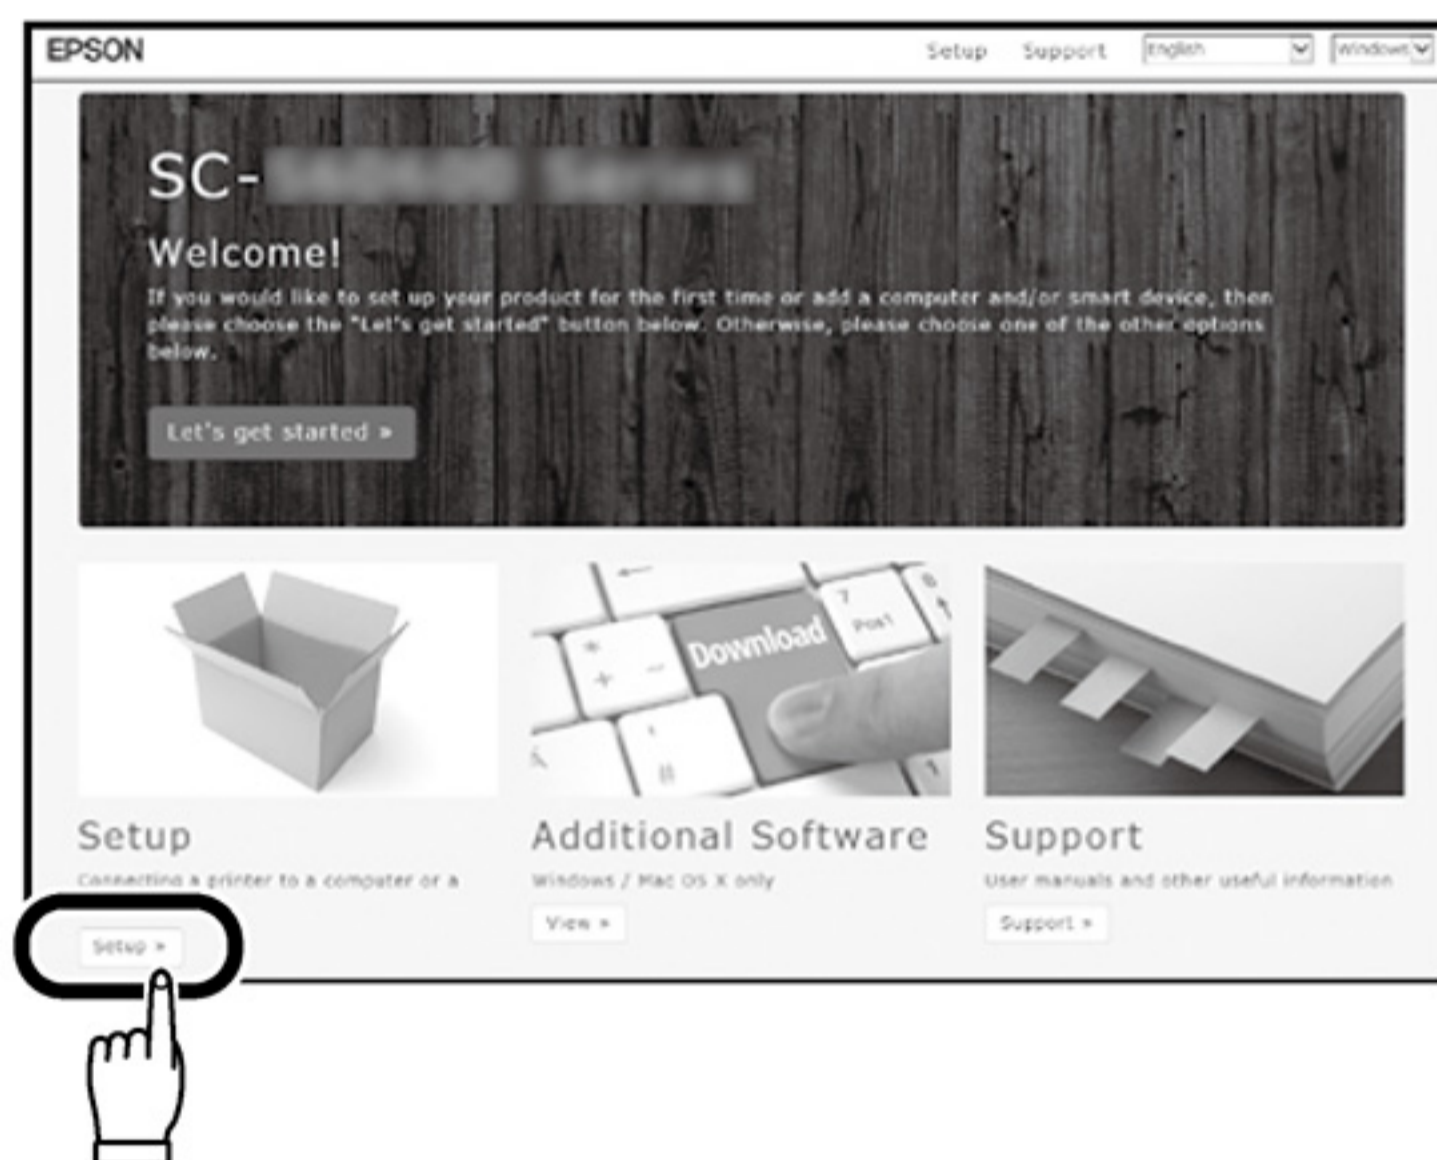 EPSON
Setup Support English Windows
SC-
Welcome!
If you would like to set up your product for the first time or add a computer and/or smart device, then
please choose the "Let's get started" button below. Otherwise, please choose one of the other options
below.
Let's get started »
Download
7
Pos1
Setup
Additional Software
Support
Connecting a printer to a computer or a
Windows / Mac OS X only
User manuals and other useful information
View »
Support »
Setup »